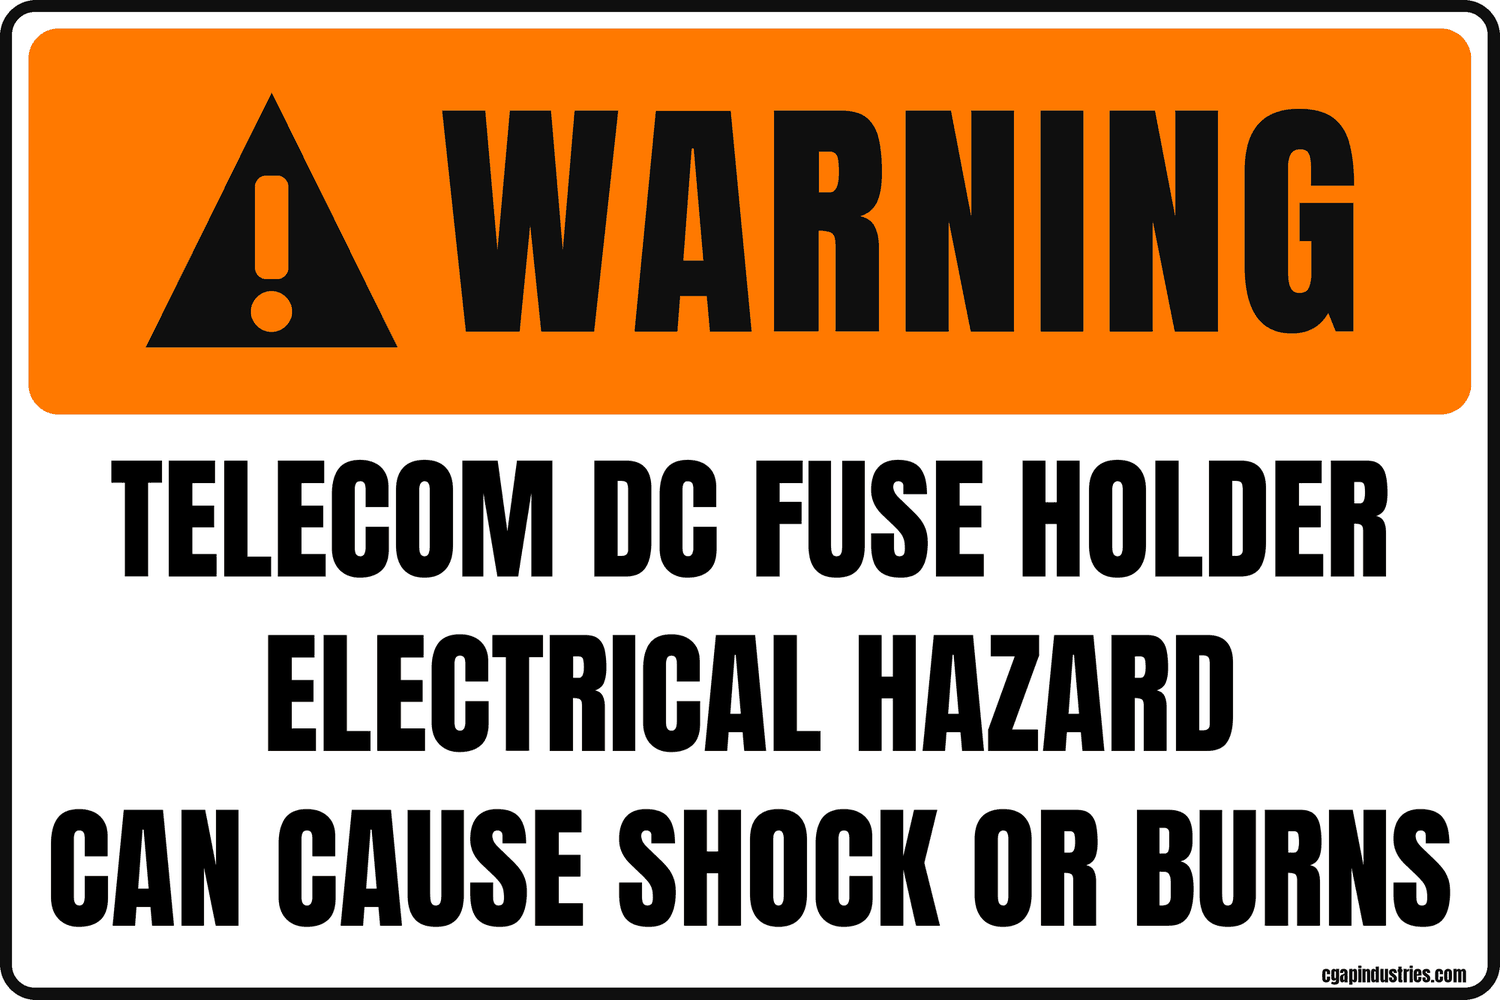 WARNING
TELECOM DC FUSE HOLDER
ELECTRICAL HAZARD
CAN CAUSE SHOCK OR BURNS
cgapindustries.com